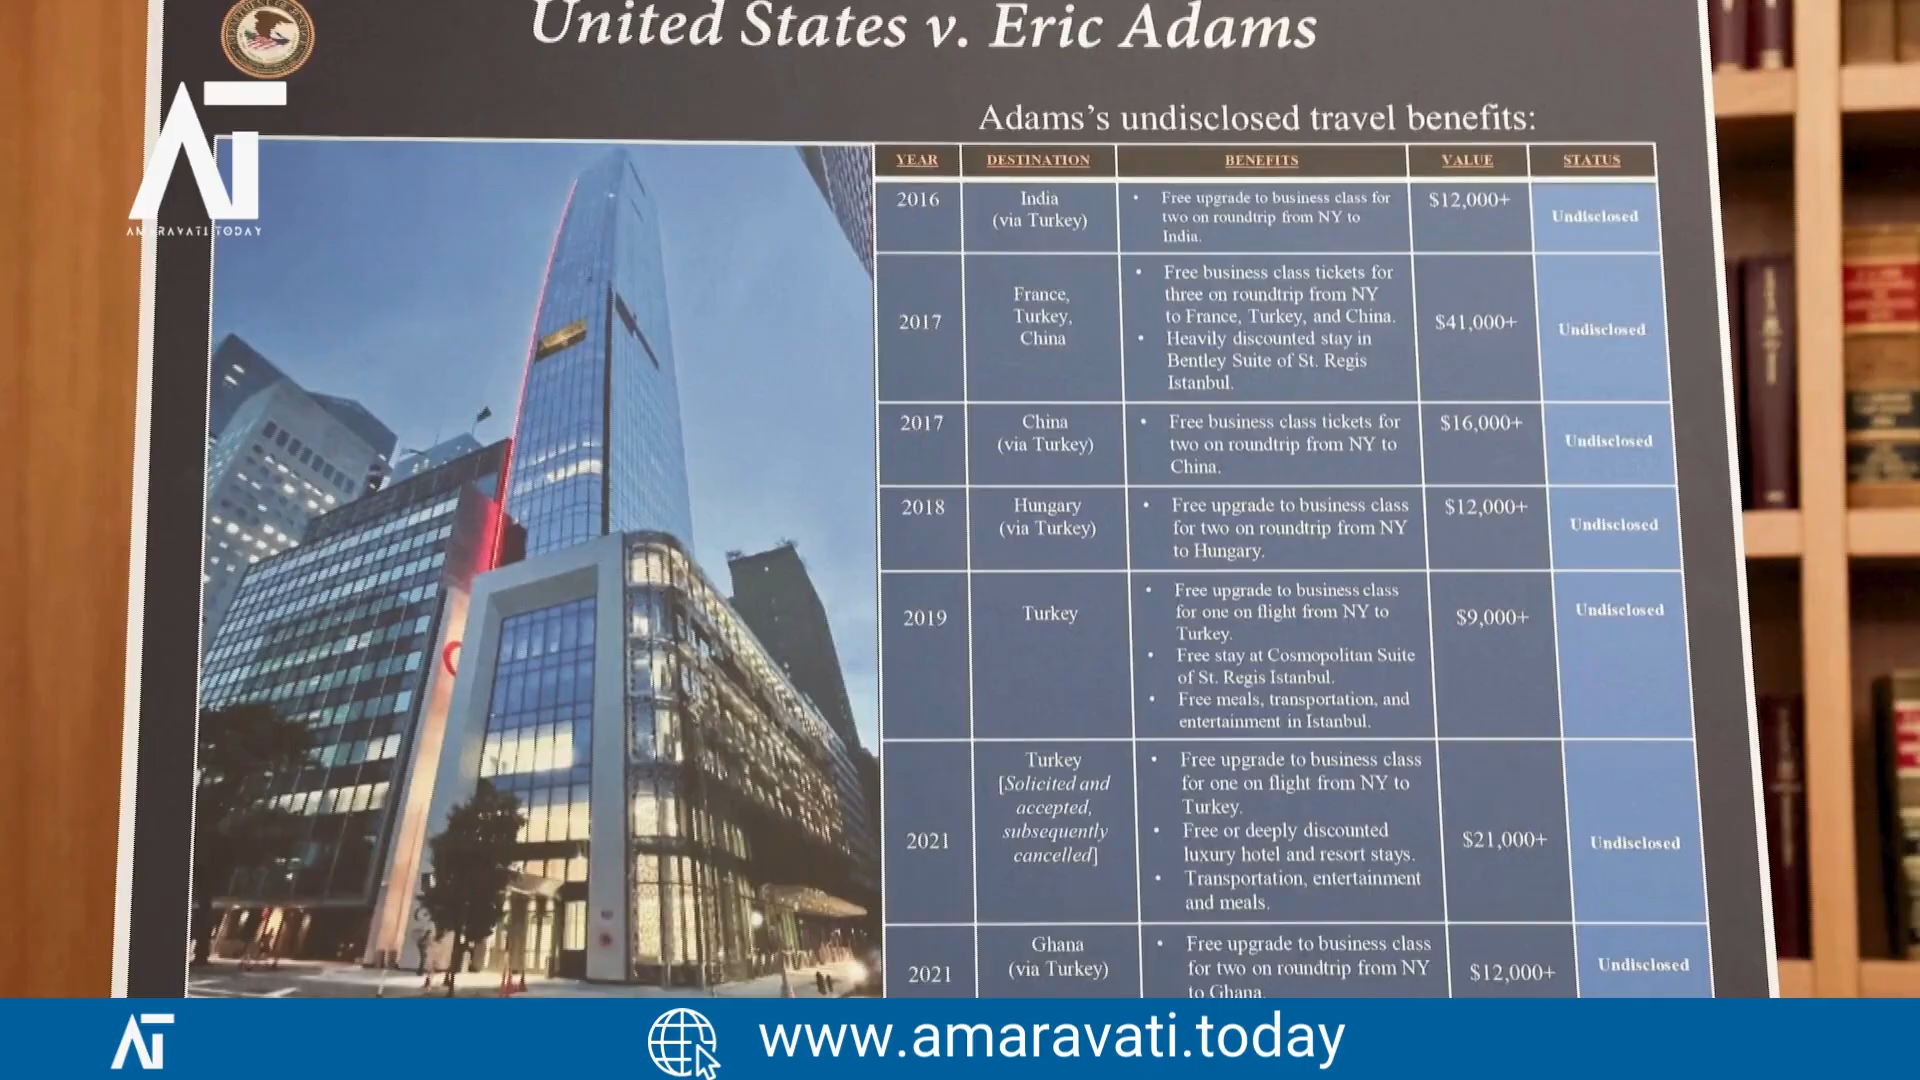 United States v. Eric Adams
AT
AMARAVATI TODAY
Adams's undisclosed travel benefits:
YEAR DESTINATION BENEFITS VALUE STATUS
2016
India
(via Turkey)
• Free upgrade to business class for
two on roundtrip from NY to
India.
$12,000+
Undisclosed
2017
France,
Turkey,
China
• Free business class tickets for
three on roundtrip from NY
to France, Turkey, and China.
• Heavily discounted stay in
Bentley Suite of St. Regis
Istanbul.
$41,000+
Undisclosed
2017
China
(via Turkey)
• Free business class tickets for
two on roundtrip from NY to
China.
$16,000+
Undisclosed
2018
Hungary
(via Turkey)
• Free upgrade to business class
for two on roundtrip from NY
to Hungary.
$12,000+
Undisclosed
2019
Turkey
• Free upgrade to business class
for one on flight from NY to
Turkey.
• Free stay at Cosmopolitan Suite
of St. Regis Istanbul.
• Free meals, transportation, and
entertainment in Istanbul.
$9,000+
Undisclosed
2021
Turkey
[Solicited and
accepted,
subsequently
cancelled]
• Free upgrade to business class
for one on flight from NY to
Turkey.
• Free or deeply discounted
luxury hotel and resort stays.
• Transportation, entertainment
and meals.
$21,000+
Undisclosed
2021
Ghana
(via Turkey)
• Free upgrade to business class
for two on roundtrip from NY
to Ghana.
$12,000+
Undisclosed
AT
www.amaravati.today